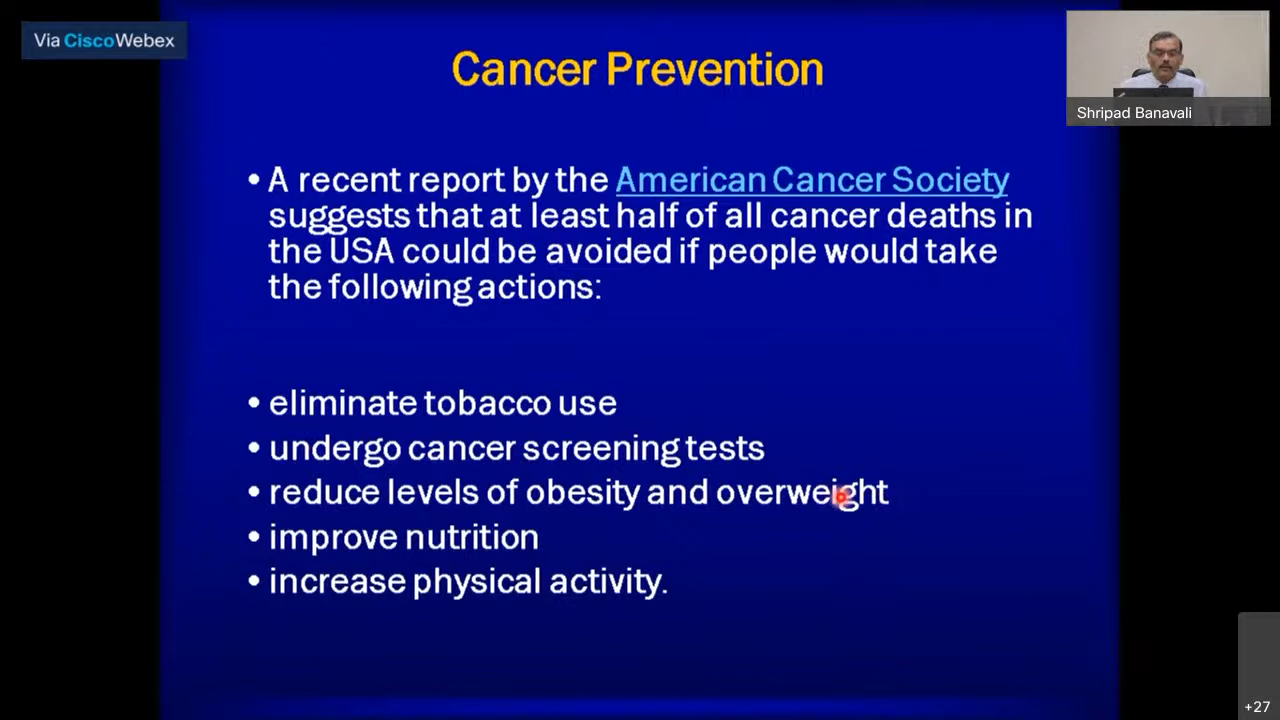 Via Cisco Webex
Cancer Prevention
Shripad Banavali
• A recent report by the American Cancer Society
suggests that at least half of all cancer deaths in
the USA could be avoided if people would take
the following actions:
• eliminate tobacco use
• undergo cancer screening tests
• reduce levels of obesity and overweight
• improve nutrition
• increase physical activity.
+27